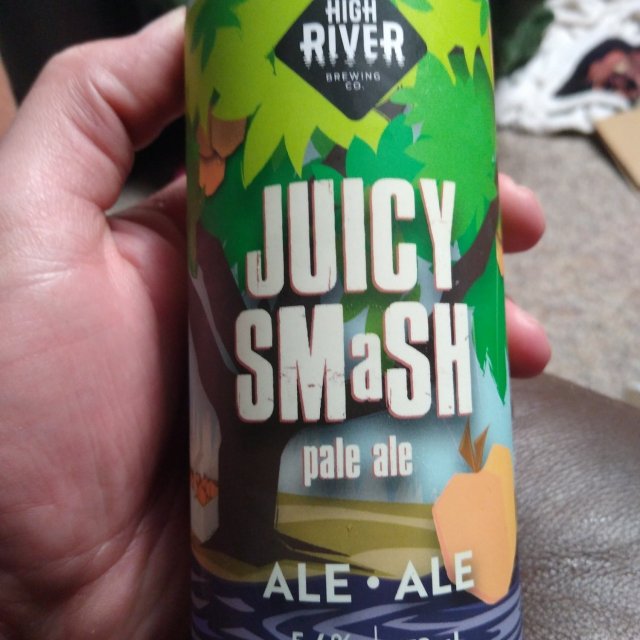 HIGH
RIVER
BREWING
CO.
JUICY
SMaSH
pale ale
ALE • ALE